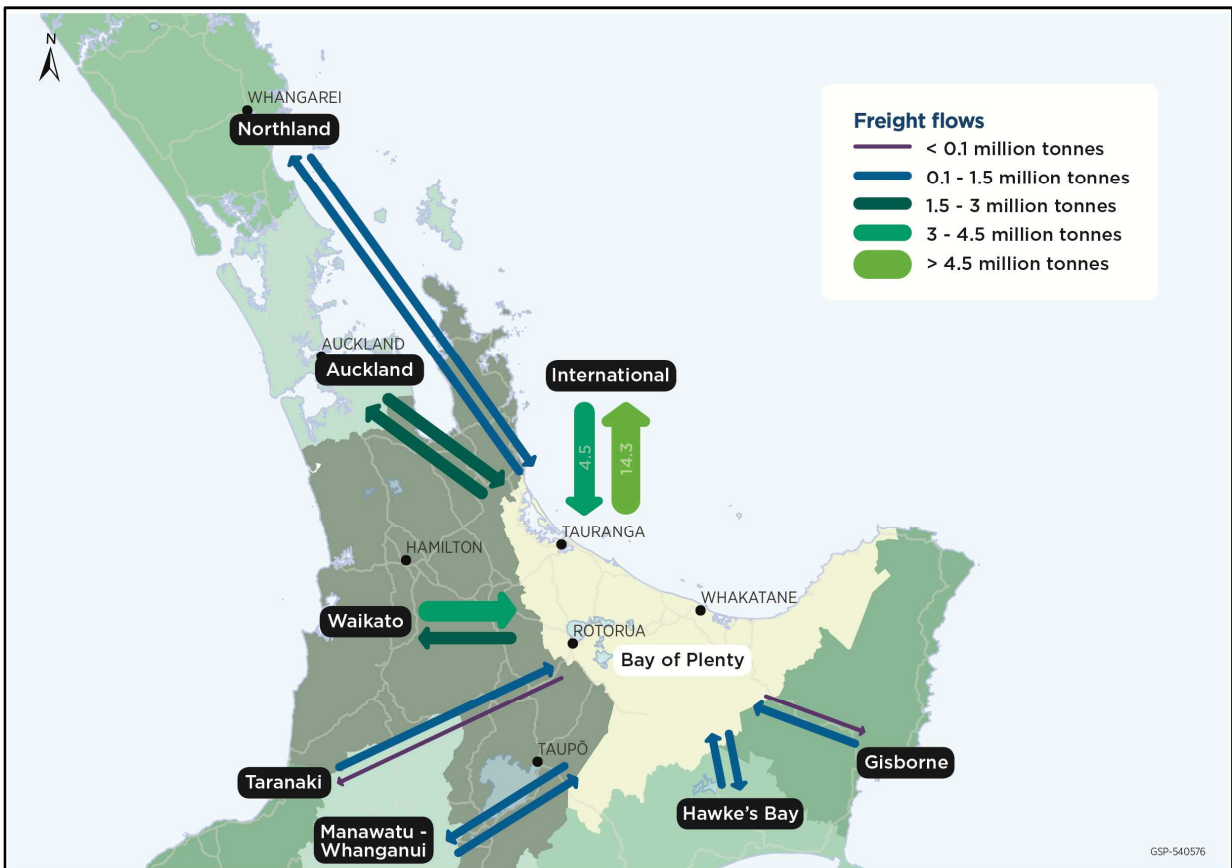 N
WHANGAREI
Northland
Freight flows
< 0.1 million tonnes
0.1 - 1.5 million tonnes
1.5 - 3 million tonnes
3 - 4.5 million tonnes
> 4.5 million tonnes
AUCKLAND
Auckland
International
4.5
14.3
TAURANGA
HAMILTON
WHAKATANE
Waikato
ROTORUA
Bay of Plenty
TAUPŌ
Gisborne
Taranaki
Hawke's Bay
Manawatu -
Whanganui
GSP-540576